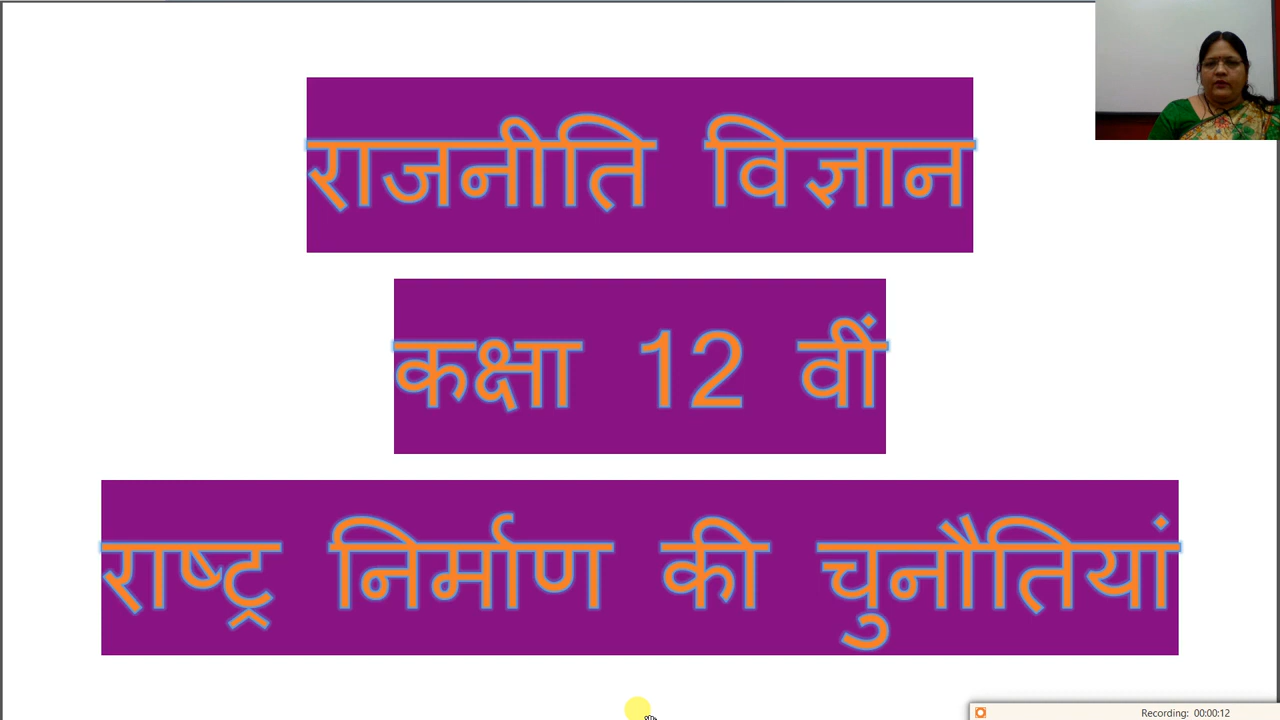 राजनीति विज्ञान
कक्षा 12 वीं
राष्ट्र निर्माण की चुनौतियां
Recording: 00:00:12